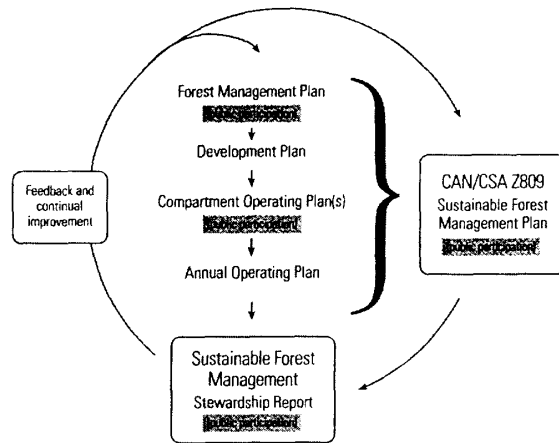 Forest Management Plan
(public participation)
Development Plan
Compartment Operating Plan(s)
(public participation)
Annual Operating Plan
Feedback and
continual
improvement
CAN/CSA Z809
Sustainable Forest
Management Plan
(public participation)
Sustainable Forest
Management
Stewardship Report
(public participation)